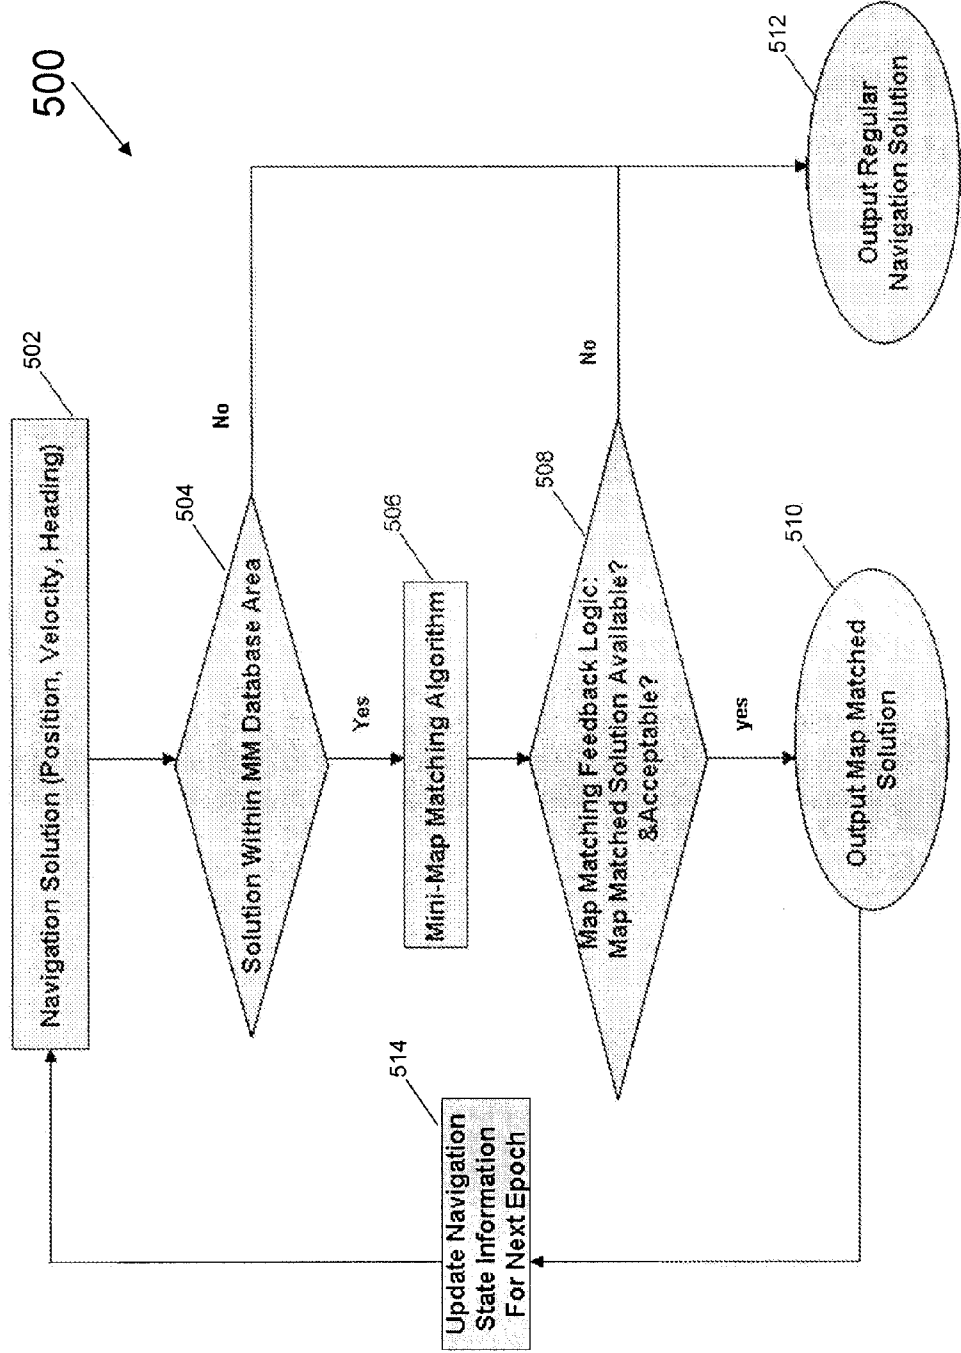 500
502
Navigation Solution (Position, Velocity, Heading)
504
Solution Within MM Database Area
No
Yes
506
Mini-Map Matching Algorithm
508
Map Matching Feedback Logic:
Map Matched Solution Available?
&Acceptable?
No
yes
510
Output Map Matched
Solution
512
Output Regular
Navigation Solution
514
Update Navigation
State Information
For Next Epoch